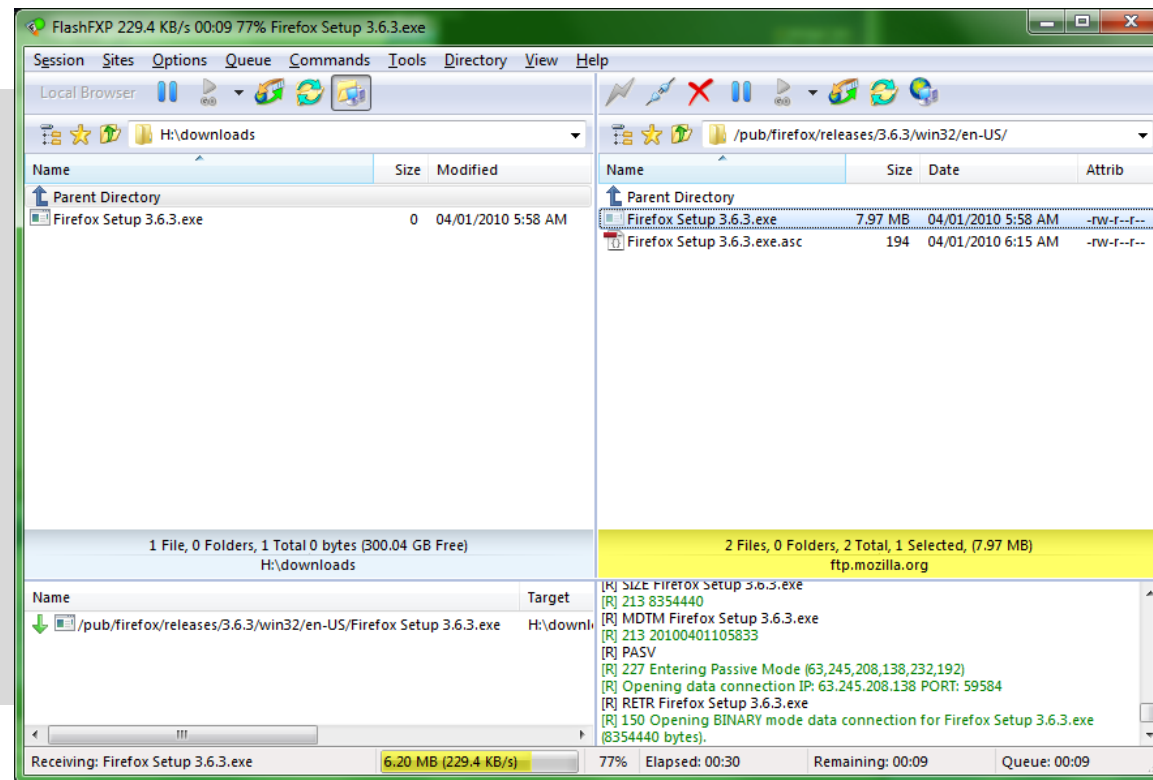 FlashFXP 229.4 KB/s 00:09 77% Firefox Setup 3.6.3.exe
Session Sites Options Queue Commands Tools Directory View Help
Local Browser
H:\downloads
/pub/firefox/releases/3.6.3/win32/en-US/
Name Size Modified
Parent Directory
Firefox Setup 3.6.3.exe 0 04/01/2010 5:58 AM
1 File, 0 Folders, 1 Total 0 bytes (300.04 GB Free)
H:\downloads
Name Size Date Attrib
Parent Directory
Firefox Setup 3.6.3.exe 7.97 MB 04/01/2010 5:58 AM -rw-r--r--
Firefox Setup 3.6.3.exe.asc 194 04/01/2010 6:15 AM -rw-r--r--
2 Files, 0 Folders, 2 Total, 1 Selected, (7.97 MB)
ftp.mozilla.org
Name Target
/pub/firefox/releases/3.6.3/win32/en-US/Firefox Setup 3.6.3.exe H:\downl
[R] SIZE Firefox Setup 3.6.3.exe
[R] 213 8354440
[R] MDTM Firefox Setup 3.6.3.exe
[R] 213 20100401105833
[R] PASV
[R] 227 Entering Passive Mode (63,245,208,138,232,192)
[R] Opening data connection IP: 63.245.208.138 PORT: 59584
[R] RETR Firefox Setup 3.6.3.exe
[R] 150 Opening BINARY mode data connection for Firefox Setup 3.6.3.exe
(8354440 bytes).
Receiving: Firefox Setup 3.6.3.exe 6.20 MB (229.4 KB/s) 77% Elapsed: 00:30 Remaining: 00:09 Queue: 00:09